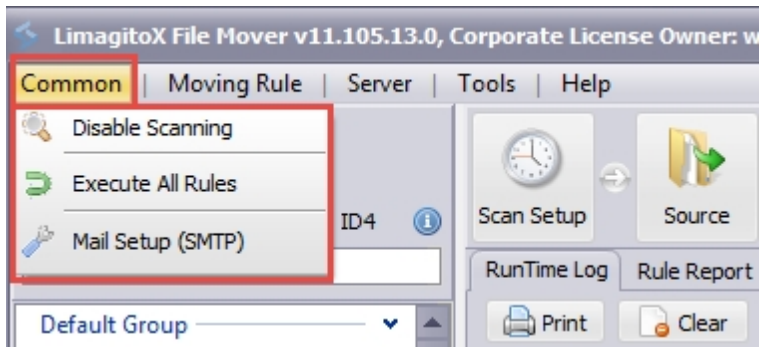 LimagitoX File Mover v11.105.13.0, Corporate License Owner: w
Common | Moving Rule | Server | Tools | Help
Disable Scanning
Execute All Rules
Mail Setup (SMTP)
ID4
Scan Setup
Source
RunTime Log
Rule Report
Default Group
Print
Clear